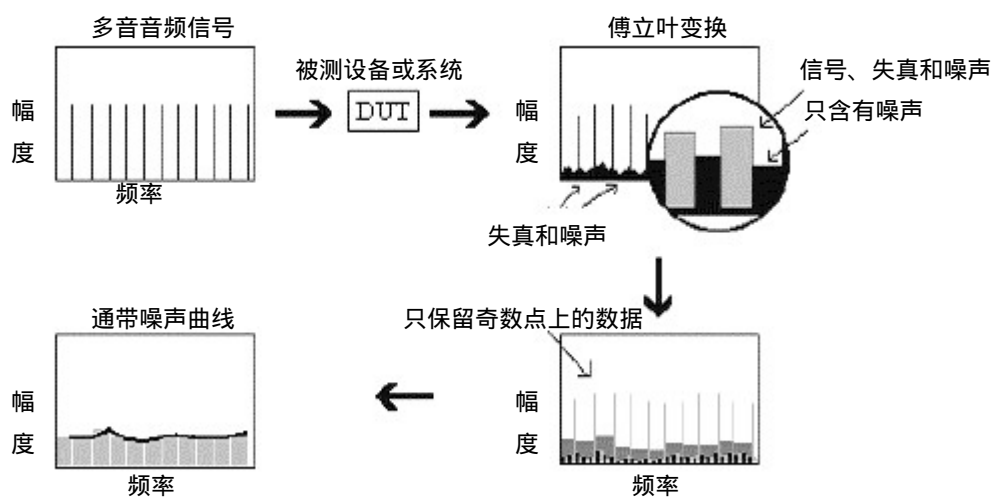 多音音频信号
幅
度
频率
被测设备或系统
DUT
傅立叶变换
幅
度
信号、失真和噪声
只含有噪声
失真和噪声
通带噪声曲线
幅
度
频率
只保留奇数点上的数据
幅
度
频率